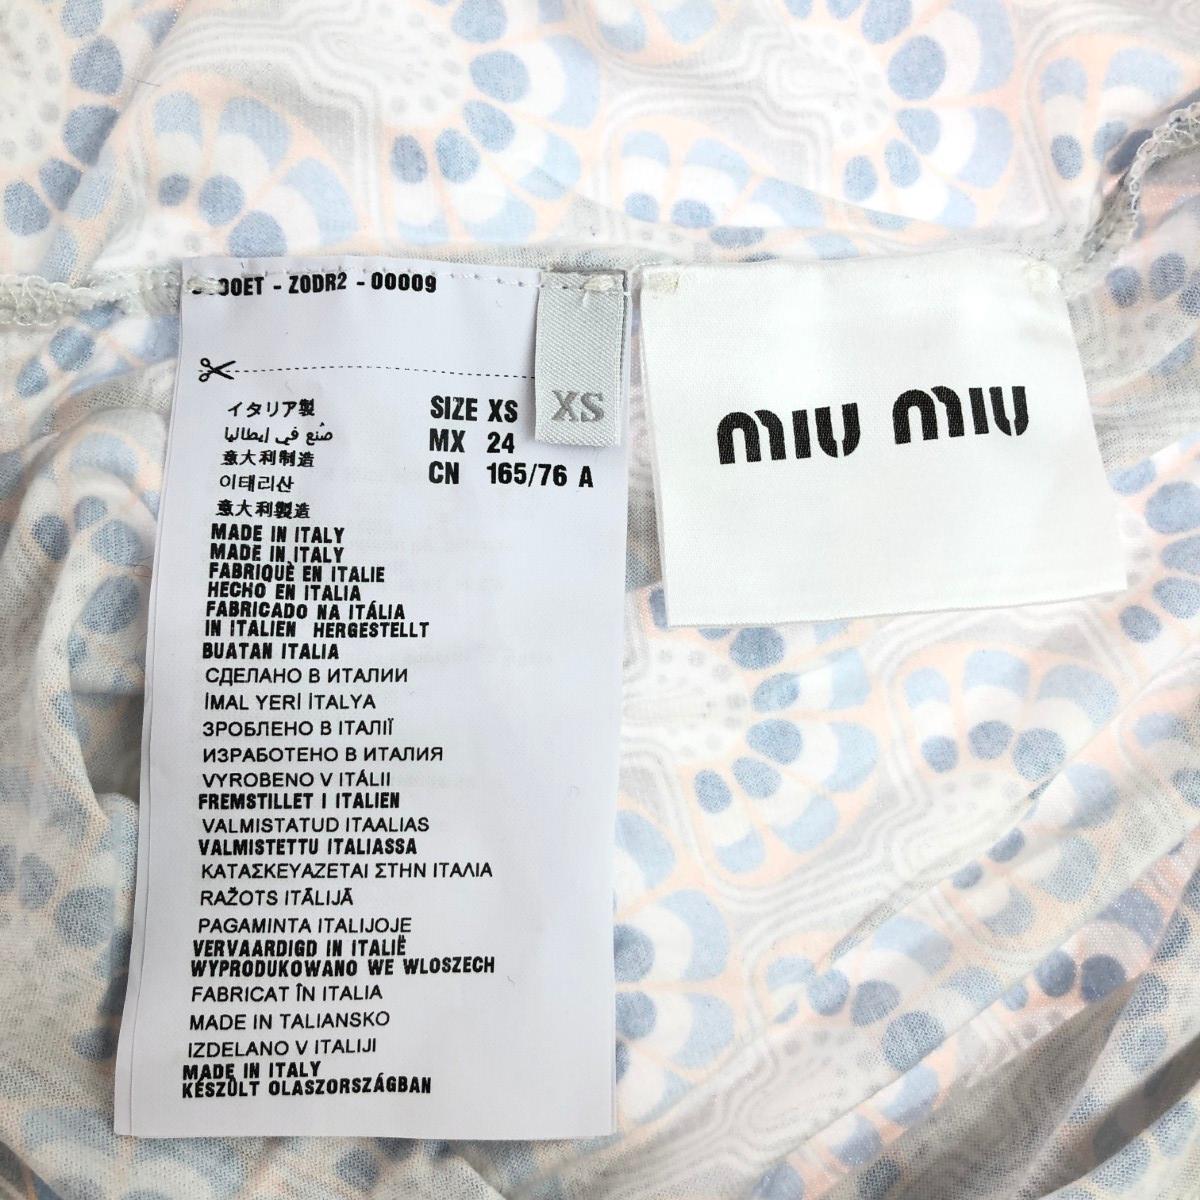 - Z0DR2 - 00009
イタリア製
صنع في إيطاليا
意大利制造
이태리산
意大利製造
SIZE XS
MX 24
CN 165/76 A
MADE IN ITALY
MADE IN ITALY
FABRIQUÈ EN ITALIE
HECHO EN ITALIA
FABRICADO NA ITÁLIA
IN ITALIEN HERGESTELLT
BUATAN ITALIA
СДЕЛАНО В ИТАЛИИ
İMAL YERİ İTALYA
ЗРОБЛЕНО В ІТАЛІЇ
ИЗРАБОТЕНО В ИТАЛИЯ
VYROBENO V ITÁLII
FREMSTILLET I ITALIEN
VALMISTATUD ITAALIAS
VALMISTETTU ITALIASSA
ΚΑΤΑΣΚΕΥΑΖΕΤΑΙ ΣΤΗΝ ΙΤΑΛΙΑ
RAŽOTS ITĀLIJĀ
PAGAMINTA ITALIJOJE
VERVAARDIGD IN ITALIË
WYPRODUKOWANO WE WLOSZECH
FABRICAT ÎN ITALIA
MADE IN TALIANSKO
IZDELANO V ITALIJI
MADE IN ITALY
KÉSZÜLT OLASZORSZÁGBAN
XS
MIU MIU